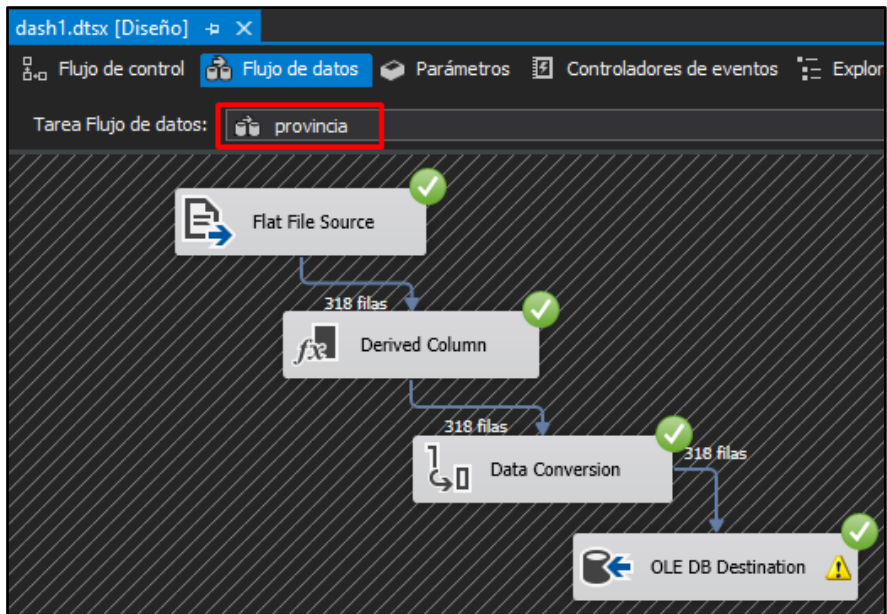 dash1.dtsx [Diseño]
Flujo de control Flujo de datos Parámetros Controladores de eventos Explor
Tarea Flujo de datos: provincia
Flat File Source
318 filas
fx Derived Column
318 filas
Data Conversion
318 filas
OLE DB Destination